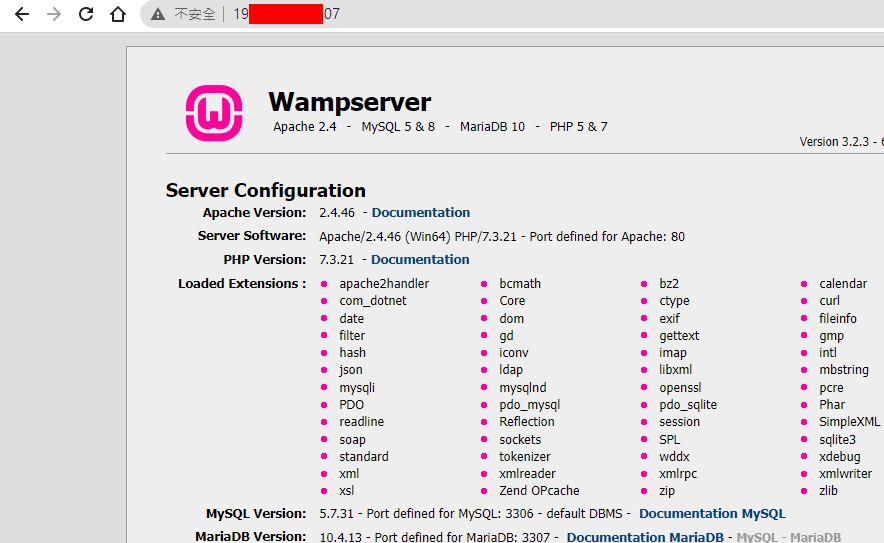 不安全 19 07
Wampserver
Apache 2.4 - MySQL 5 & 8 - MariaDB 10 - PHP 5 & 7
Version 3.2.3 -
Server Configuration
Apache Version: 2.4.46 - Documentation
Server Software: Apache/2.4.46 (Win64) PHP/7.3.21 - Port defined for Apache: 80
PHP Version: 7.3.21 - Documentation
Loaded Extensions : apache2handler bcmath bz2 calendar
com_dotnet Core ctype curl
date dom exif fileinfo
filter gd gettext gmp
hash iconv imap intl
json ldap libxml mbstring
mysqli mysqlnd openssl pcre
PDO pdo_mysql pdo_sqlite Phar
readline Reflection session SimpleXML
soap sockets SPL sqlite3
standard tokenizer wddx xdebug
xml xmlreader xmlrpc xmlwriter
xsl Zend OPcache zip zlib
MySQL Version: 5.7.31 - Port defined for MySQL: 3306 - default DBMS - Documentation MySQL
MariaDB Version: 10.4.13 - Port defined for MariaDB: 3307 - Documentation MariaDB - MySQL - MariaDB